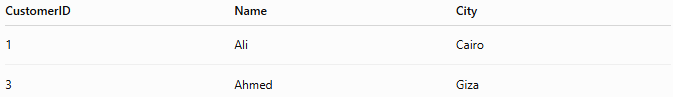 CustomerID Name City
1 Ali Cairo
3 Ahmed Giza